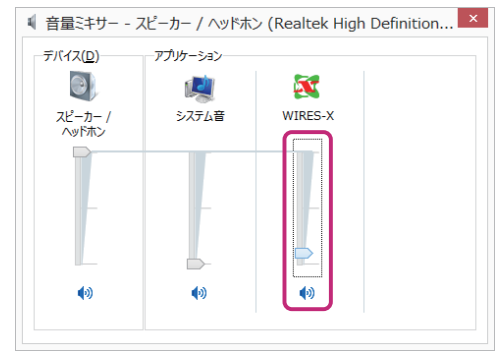 音量ミキサー - スピーカー / ヘッドホン (Realtek High Definition...
デバイス(D)
アプリケーション
スピーカー /
ヘッドホン
システム音
WIRES-X